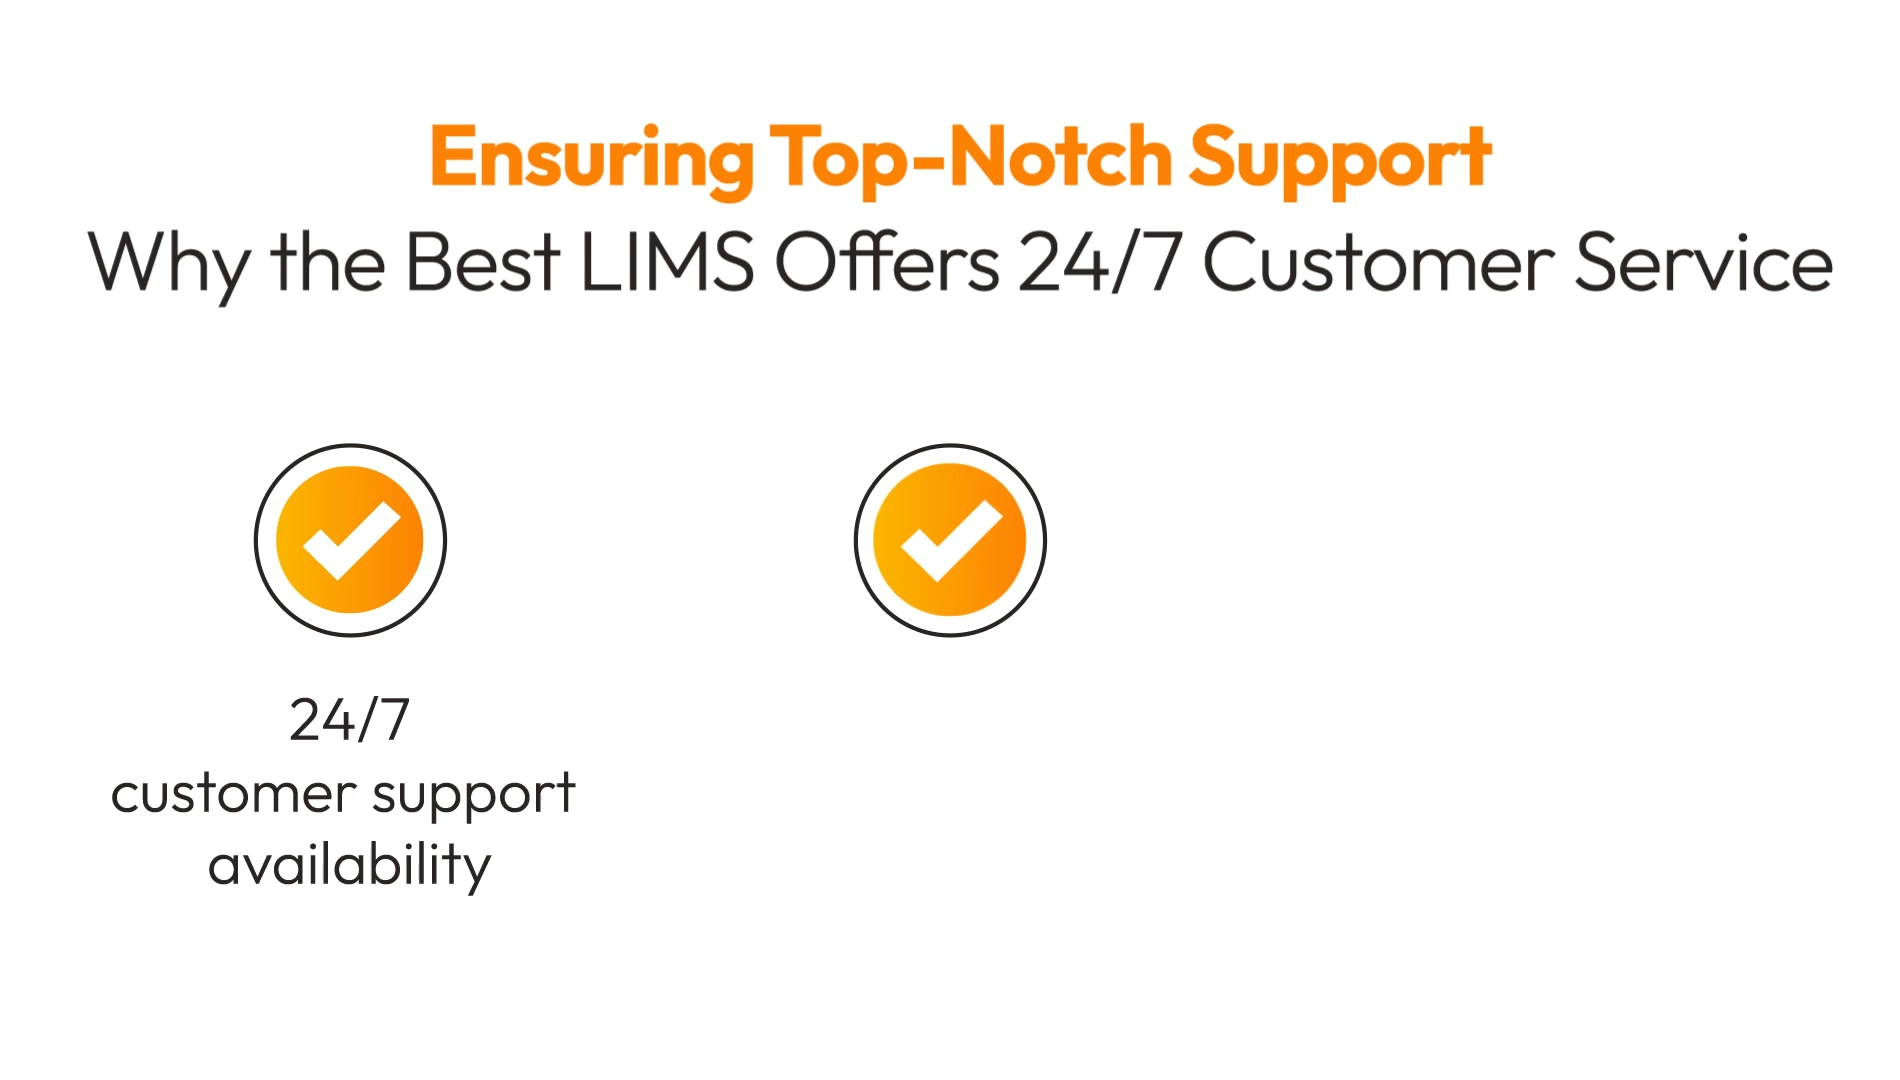 Ensuring Top-Notch Support
Why the Best LIMS Offers 24/7 Customer Service
24/7
customer support
availability